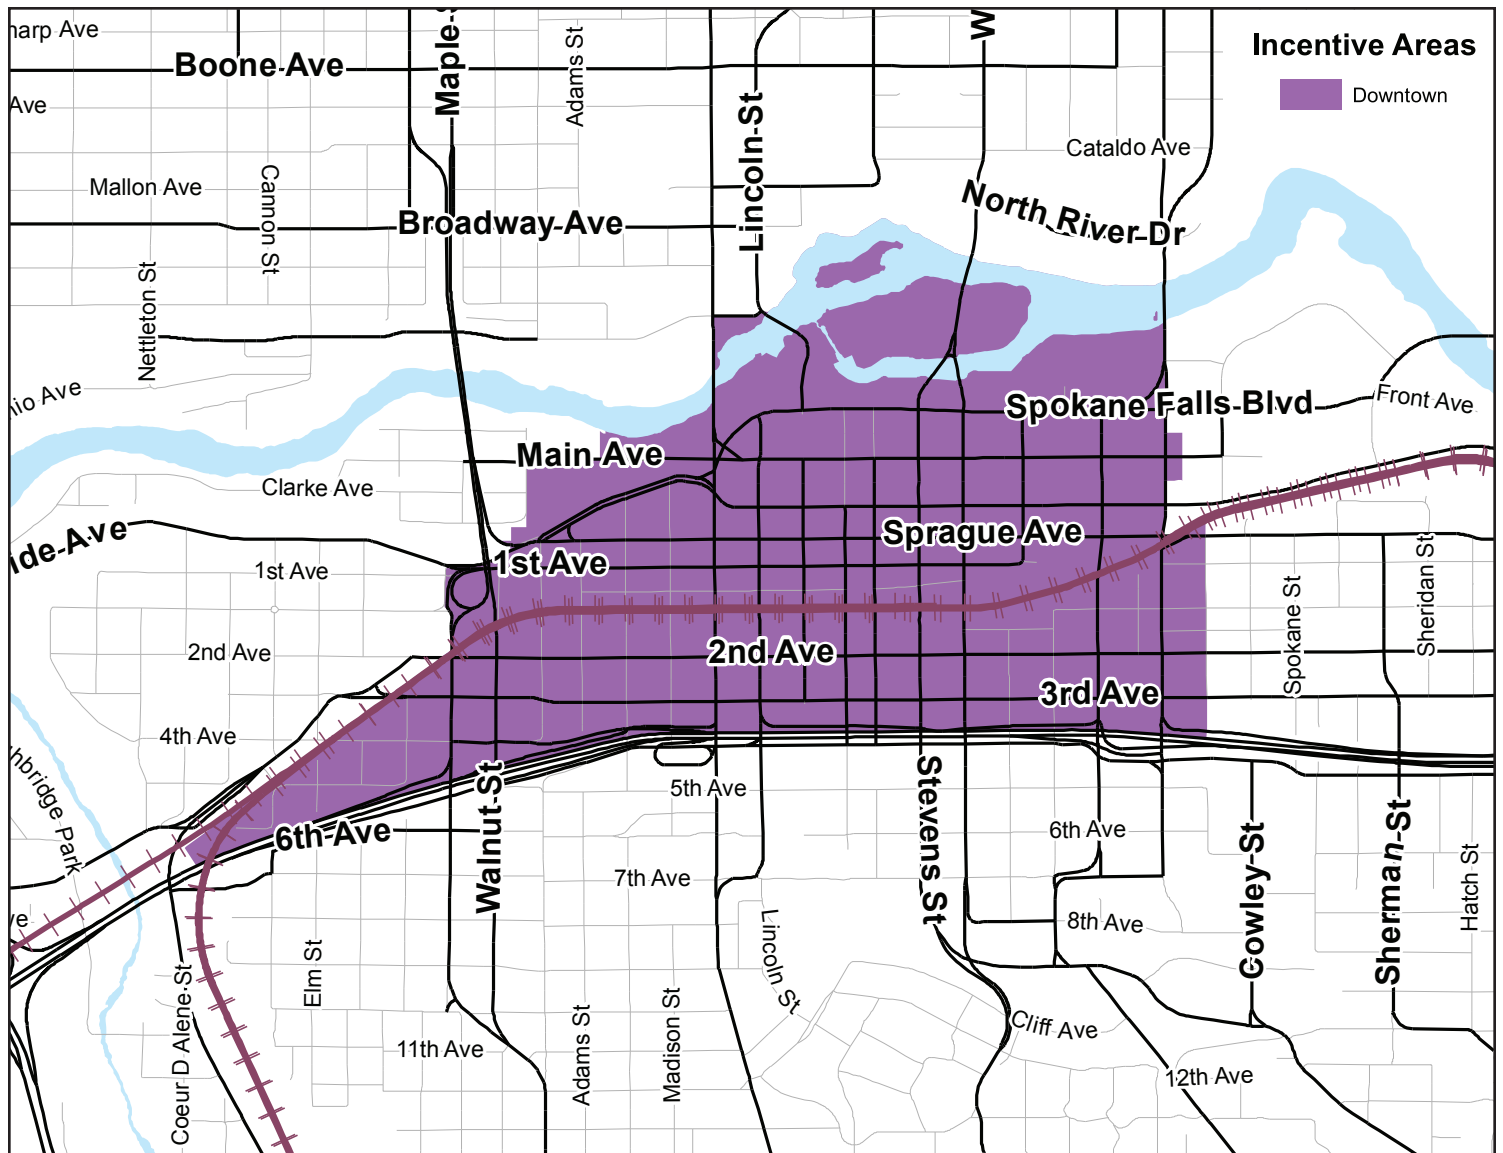 harp Ave
Boone Ave
Maple-S
Adams St
Lincoln-St
W
Incentive Areas
Downtown
Ave
Cataldo Ave
Mallon Ave
Cannon St
Broadway-Ave
North River-Dr
Nettleton St
nio Ave
Spokane Falls-Blvd
Front Ave
Main Ave
Clarke Ave
ide-Ave
Sprague Ave
1st Ave
1st Ave
Sheridan St
Spokane St
2nd Ave
2nd Ave
3rd Ave
4th Ave
hbridge Park
5th Ave
Stevens St
Walnut-St
6th Ave
6th Ave
Cowley-St
Sherman-St
Hatch St
7th Ave
8th Ave
ve
Lincoln St
Elm St
Coeur D Alene-St
Adams St
Madison St
Cliff Ave
11th Ave
12th Ave